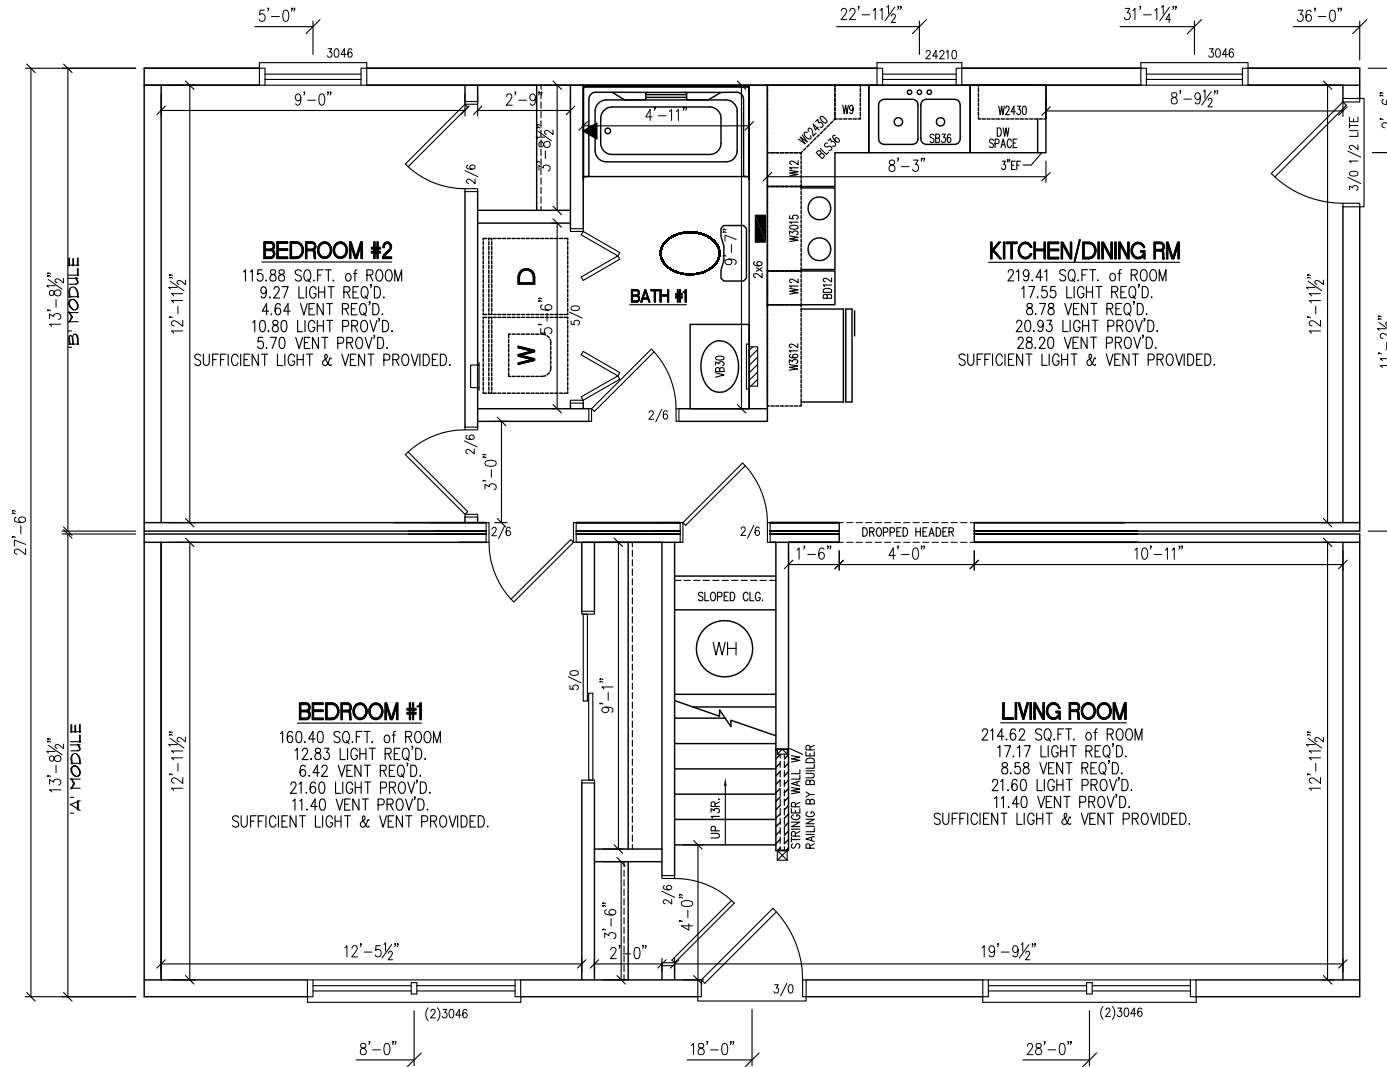 5'-0"
22'-11½"
31'-1¼"
36'-0"
3046
24210
3046
9'-0"
2'-9"
4'-11"
W9
W2430
8'-9½"
2'-6"
WC2430
BLS36
SB36
DW
SPACE
3/0 1/2 LITE
3'-8½"
2/6
W12
8'-3"
3"EF
BEDROOM #2
115.88 SQ.FT. of ROOM
9.27 LIGHT REQ'D.
4.64 VENT REQ'D.
10.80 LIGHT PROV'D.
5.70 VENT PROV'D.
SUFFICIENT LIGHT & VENT PROVIDED.
W3015
9'-7"
2x6
KITCHEN/DINING RM
219.41 SQ.FT. of ROOM
17.55 LIGHT REQ'D.
8.78 VENT REQ'D.
20.93 LIGHT PROV'D.
28.20 VENT PROV'D.
SUFFICIENT LIGHT & VENT PROVIDED.
13'-8½"
'B' MODULE
12'-11½"
D
BATH #1
W12
BD12
12'-11½"
11'-2¼"
5'-6"
5/0
W
VB30
W3612
2/6
2/6
3'-0"
27'-6"
2/6
2/6
DROPPED HEADER
1'-6"
4'-0"
10'-11"
SLOPED CLG.
WH
5/0
9'-1"
BEDROOM #1
160.40 SQ.FT. of ROOM
12.83 LIGHT REQ'D.
6.42 VENT REQ'D.
21.60 LIGHT PROV'D.
11.40 VENT PROV'D.
SUFFICIENT LIGHT & VENT PROVIDED.
LIVING ROOM
214.62 SQ.FT. of ROOM
17.17 LIGHT REQ'D.
8.58 VENT REQ'D.
21.60 LIGHT PROV'D.
11.40 VENT PROV'D.
SUFFICIENT LIGHT & VENT PROVIDED.
13'-8½"
'A' MODULE
12'-11½"
12'-11½"
UP 13R.
STRINGER WALL W/
RAILING BY BUILDER
2/6
3'-6"
4'-0"
12'-5½"
2'-0"
19'-9½"
3/0
(2)3046
(2)3046
8'-0"
18'-0"
28'-0"